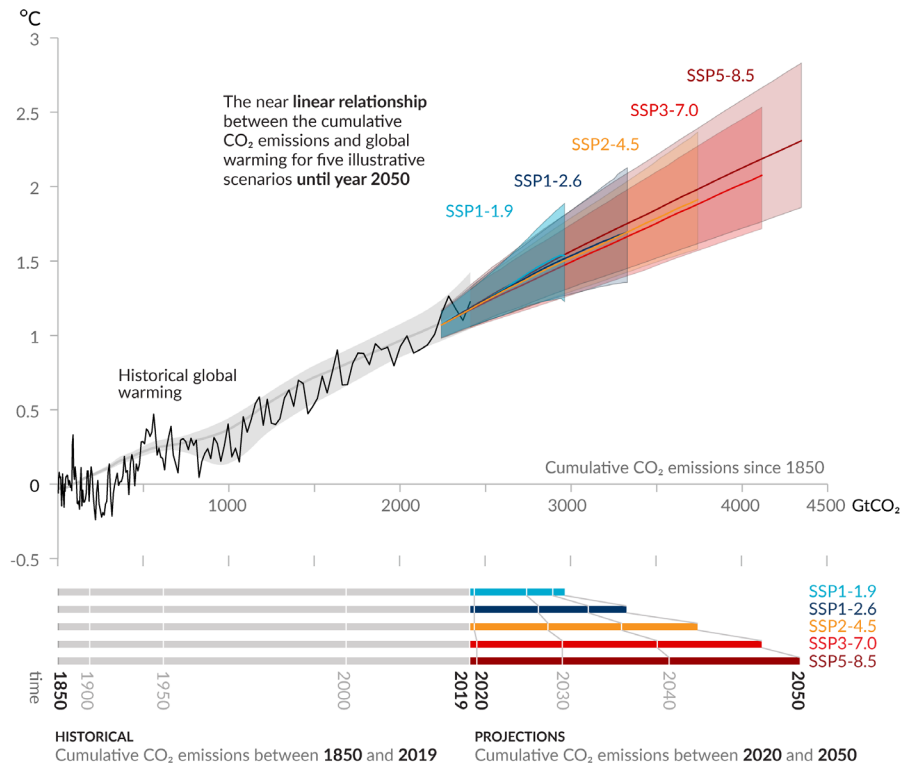 °C
3
2.5
2
1.5
1
0.5
0
-0.5
The near linear relationship
between the cumulative
CO₂ emissions and global
warming for five illustrative
scenarios until year 2050
SSP5-8.5
SSP3-7.0
SSP2-4.5
SSP1-2.6
SSP1-1.9
Historical global
warming
Cumulative CO₂ emissions since 1850
1000
2000
3000
4000
4500
GtCO₂
SSP1-1.9
SSP1-2.6
SSP2-4.5
SSP3-7.0
SSP5-8.5
time
1850
1900
1950
2000
2019
2020
2030
2040
2050
HISTORICAL
Cumulative CO₂ emissions between 1850 and 2019
PROJECTIONS
Cumulative CO₂ emissions between 2020 and 2050